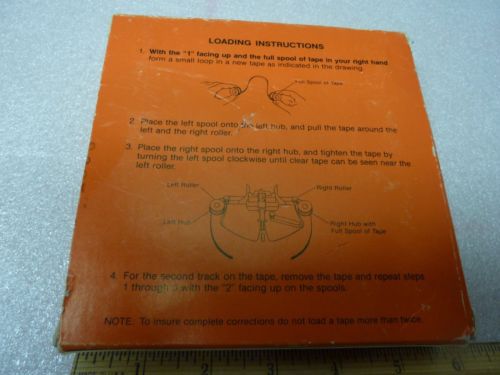 LOADING INSTRUCTIONS
1. With the "1" facing up and the full spool of tape in your right hand
form a small loop in a new tape as indicated in the drawing.
Full Spool of Tape
2. Place the left spool onto the left hub, and pull the tape around the
left and the right roller.
3. Place the right spool onto the right hub, and tighten the tape by
turning the left spool clockwise until clear tape can be seen near the
left roller.
Left Roller
Right Roller
Left Hub
Right Hub with
Full Spool of Tape
4. For the second track on the tape, remove the tape and repeat steps
1 through 3 with the "2" facing up on the spools.
NOTE: To insure complete corrections do not load a tape more than twice.